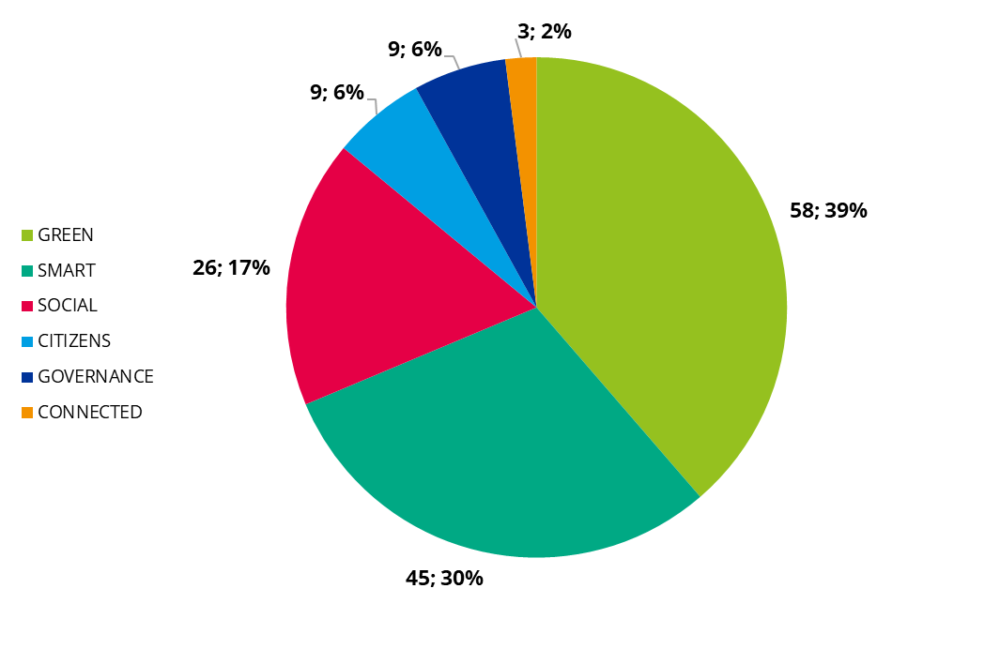 3; 2%
9; 6%
9; 6%
58; 39%
26; 17%
45; 30%
GREEN
SMART
SOCIAL
CITIZENS
GOVERNANCE
CONNECTED